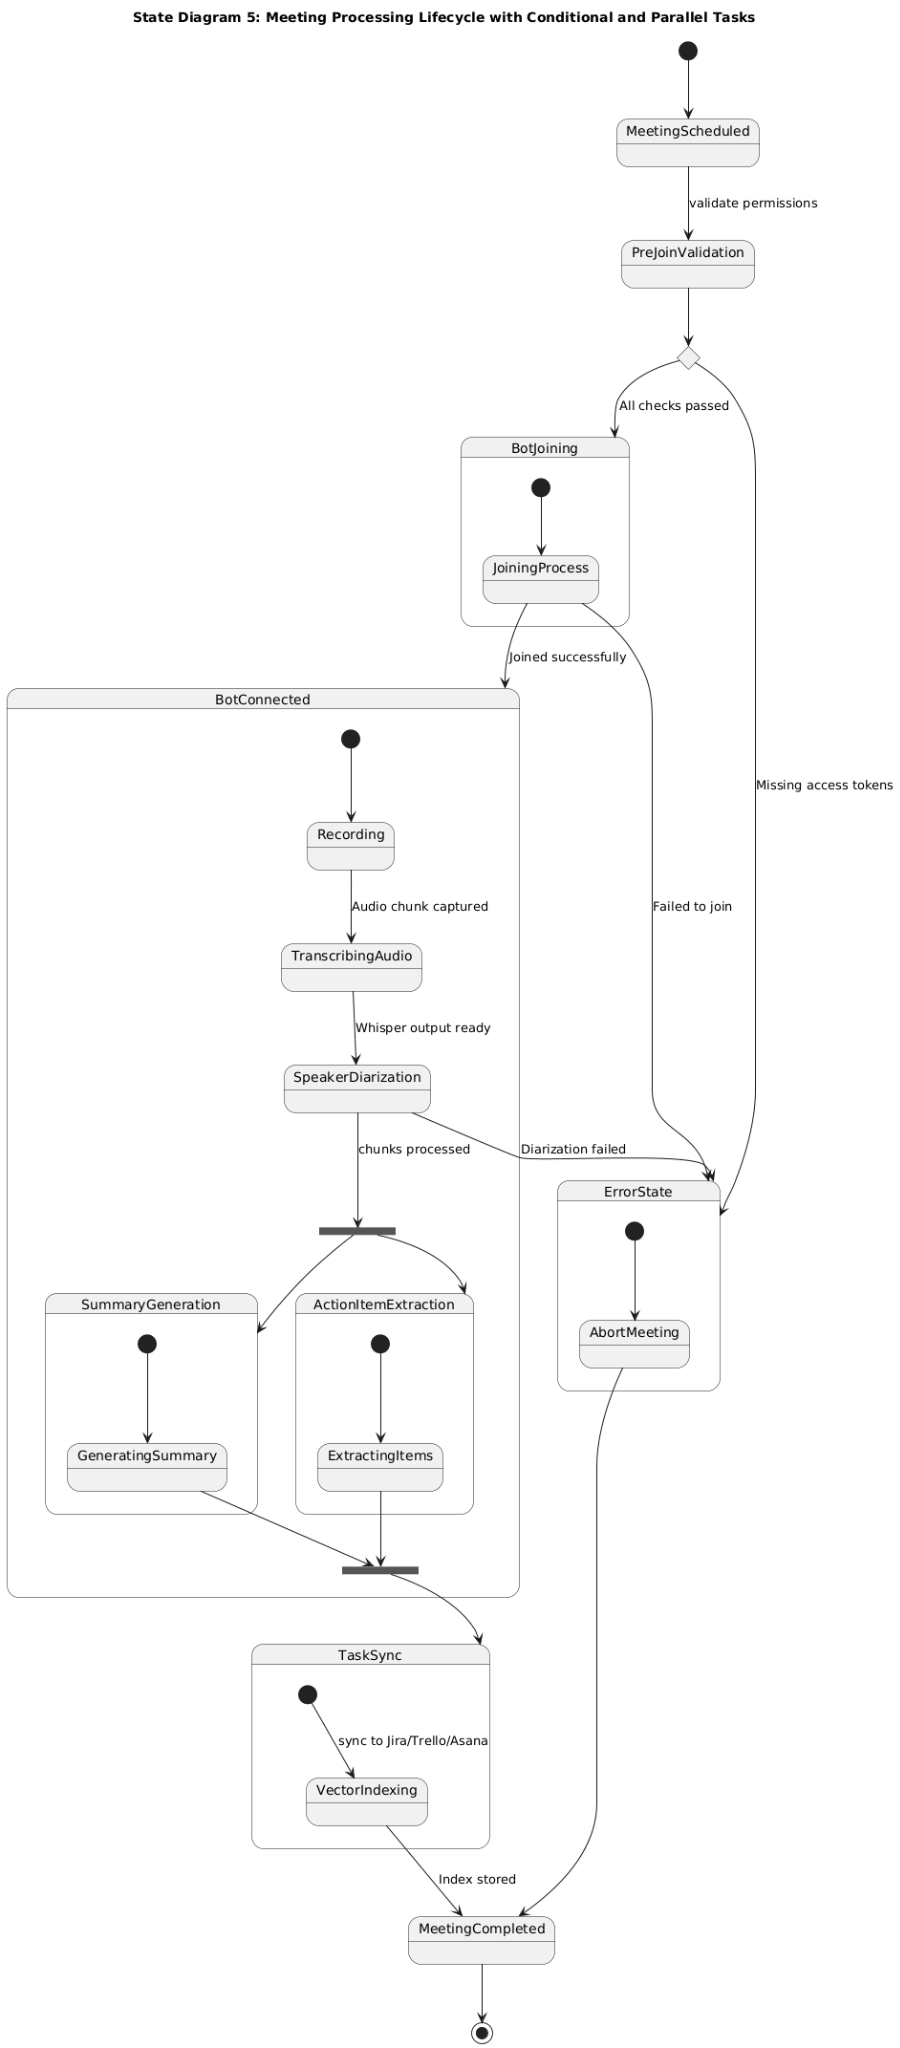 State Diagram 5: Meeting Processing Lifecycle with Conditional and Parallel Tasks
MeetingScheduled
validate permissions
PreJoinValidation
All checks passed
BotJoining
JoiningProcess
Joined successfully
BotConnected
Missing access tokens
Recording
Audio chunk captured
Failed to join
TranscribingAudio
Whisper output ready
SpeakerDiarization
chunks processed
Diarization failed
ErrorState
SummaryGeneration
ActionItemExtraction
AbortMeeting
GeneratingSummary
ExtractingItems
TaskSync
sync to Jira/Trello/Asana
VectorIndexing
Index stored
MeetingCompleted